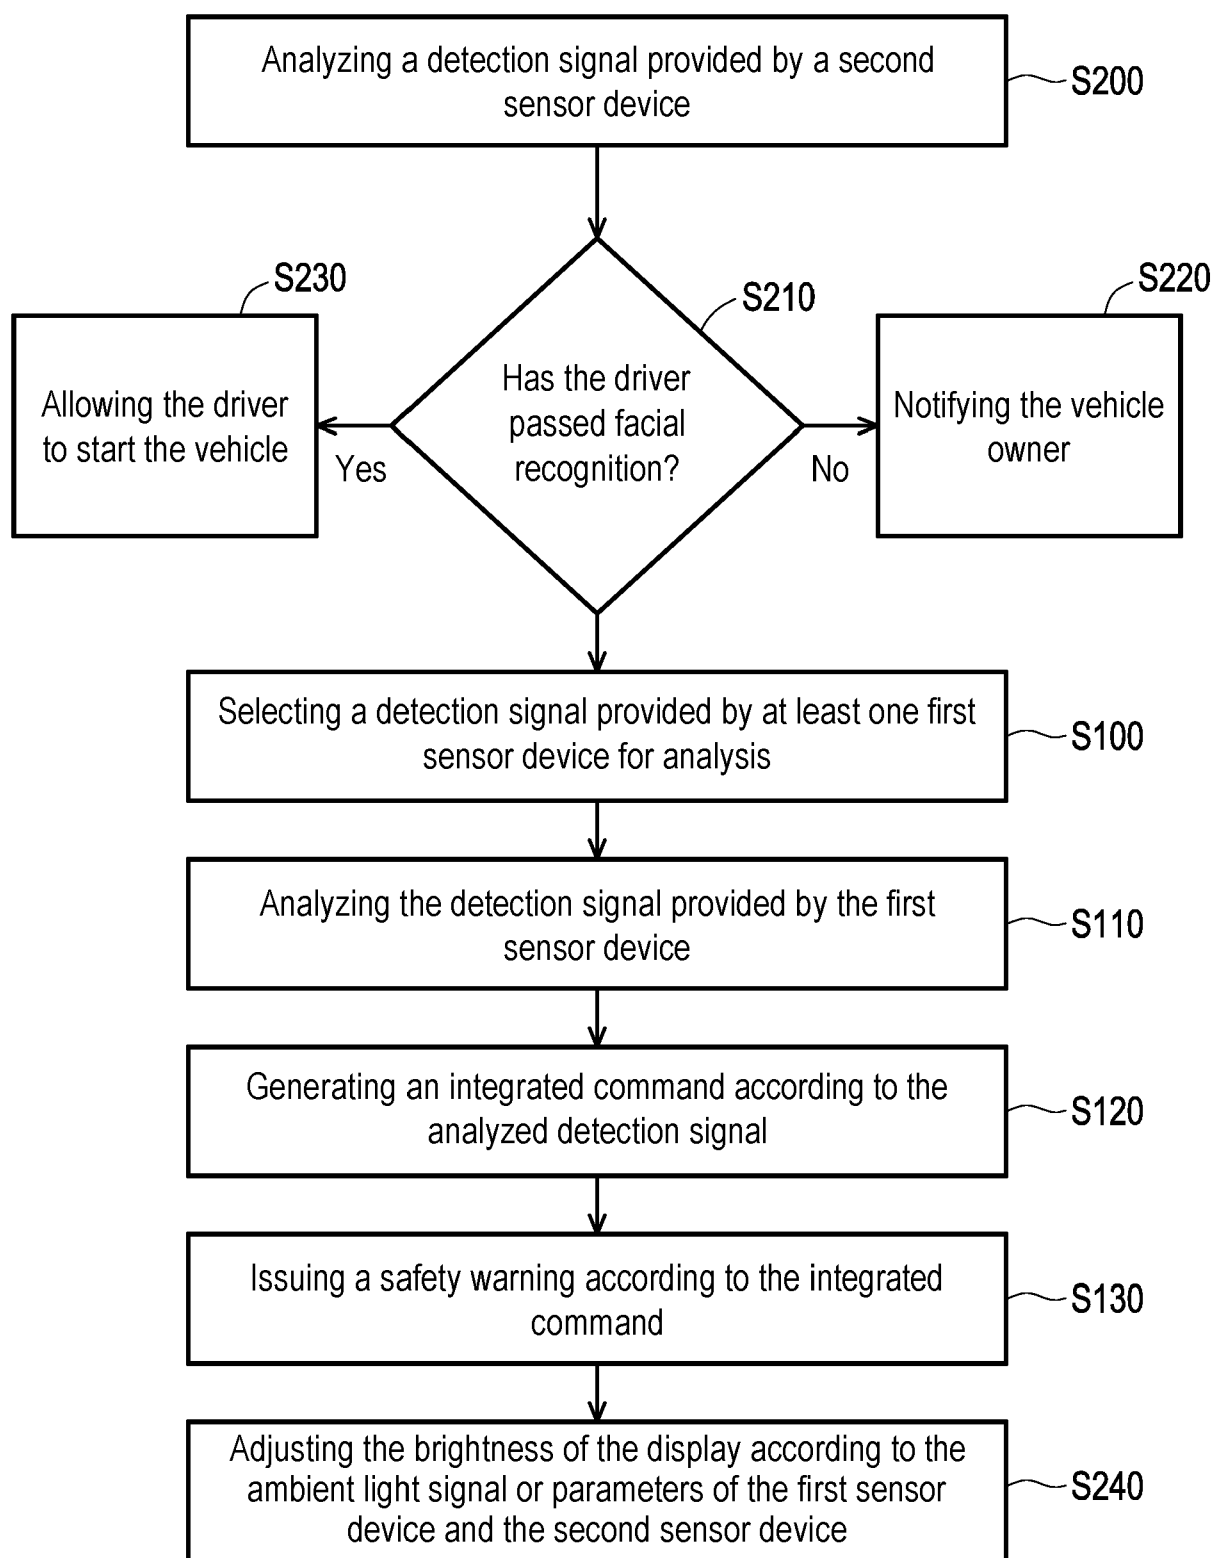 Analyzing a detection signal provided by a second
sensor device
S200
S230
S210
S220
Allowing the driver
to start the vehicle
Yes
Has the driver
passed facial
recognition?
No
Notifying the vehicle
owner
Selecting a detection signal provided by at least one first
sensor device for analysis
S100
Analyzing the detection signal provided by the first
sensor device
S110
Generating an integrated command according to the
analyzed detection signal
S120
Issuing a safety warning according to the integrated
command
S130
Adjusting the brightness of the display according to the
ambient light signal or parameters of the first sensor
device and the second sensor device
S240